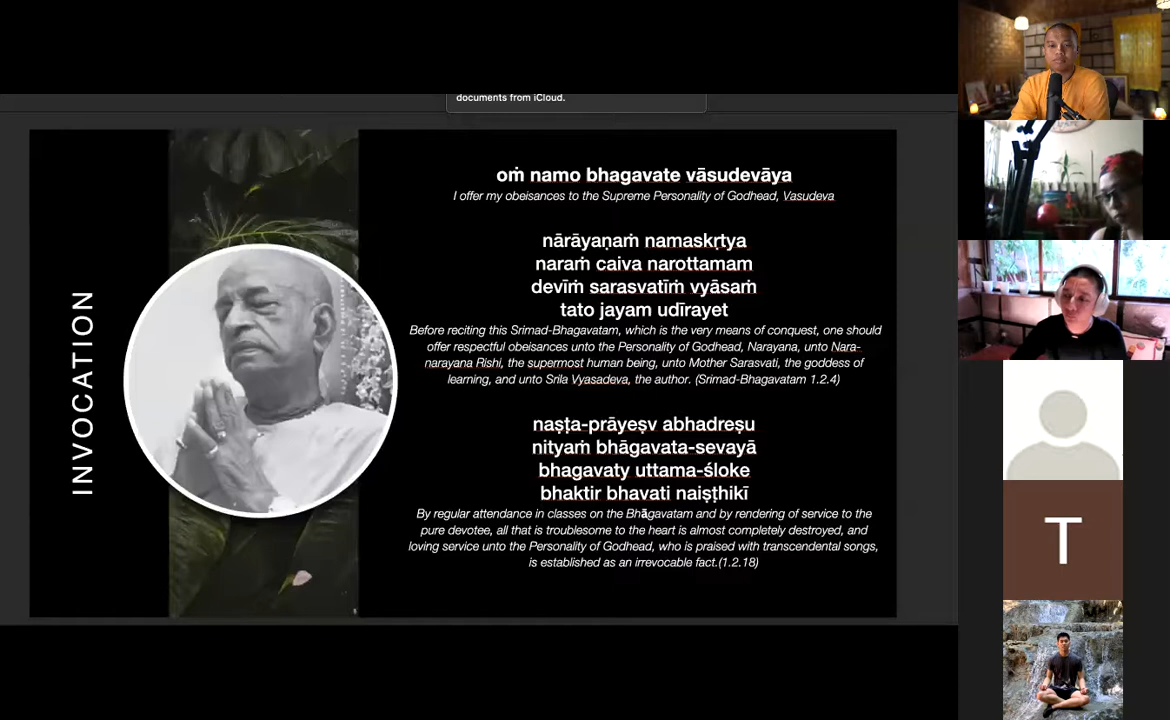 documents from iCloud.
INVOCATION
oṁ namo bhagavate vāsudevāya
I offer my obeisances to the Supreme Personality of Godhead, Vasudeva
nārāyaṇaṁ namaskṛtya
naraṁ caiva narottamam
devīṁ sarasvatīṁ vyāsaṁ
tato jayam udīrayet
Before reciting this Srimad-Bhagavatam, which is the very means of conquest, one should
offer respectful obeisances unto the Personality of Godhead, Narayana, unto Nara-
narayana Rishi, the supermost human being, unto Mother Sarasvati, the goddess of
learning, and unto Srila Vyasadeva, the author. (Srimad-Bhagavatam 1.2.4)
naṣṭa-prāyeṣv abhadreṣu
nityaṁ bhāgavata-sevayā
bhagavaty uttama-śloke
bhaktir bhavati naiṣṭhikī
By regular attendance in classes on the Bhāgavatam and by rendering of service to the
pure devotee, all that is troublesome to the heart is almost completely destroyed, and
loving service unto the Personality of Godhead, who is praised with transcendental songs,
is established as an irrevocable fact.(1.2.18)
T